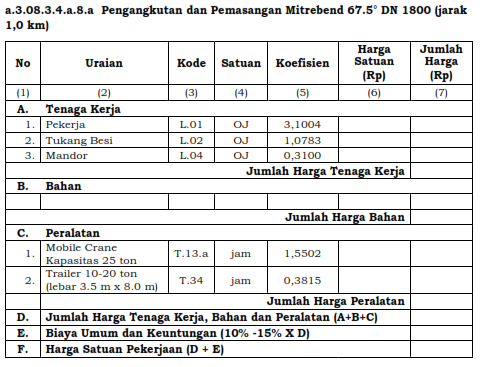 a.3.08.3.4.a.8.a Pengangkutan dan Pemasangan Mitrebend 67.5° DN 1800 (jarak
1,0 km)
No Uraian Kode Satuan Koefisien Harga Satuan (Rp) Jumlah Harga (Rp)
(1) (2) (3) (4) (5) (6) (7)
A. Tenaga Kerja
1. Pekerja L.01 OJ 3,1004
2. Tukang Besi L.02 OJ 1,0783
3. Mandor L.04 OJ 0,3100
Jumlah Harga Tenaga Kerja
B. Bahan
Jumlah Harga Bahan
C. Peralatan
1. Mobile Crane Kapasitas 25 ton T.13.a jam 1,5502
2. Trailer 10-20 ton (lebar 3.5 m x 8.0 m) T.34 jam 0,3815
Jumlah Harga Peralatan
D. Jumlah Harga Tenaga Kerja, Bahan dan Peralatan (A+B+C)
E. Biaya Umum dan Keuntungan (10% -15% X D)
F. Harga Satuan Pekerjaan (D + E)